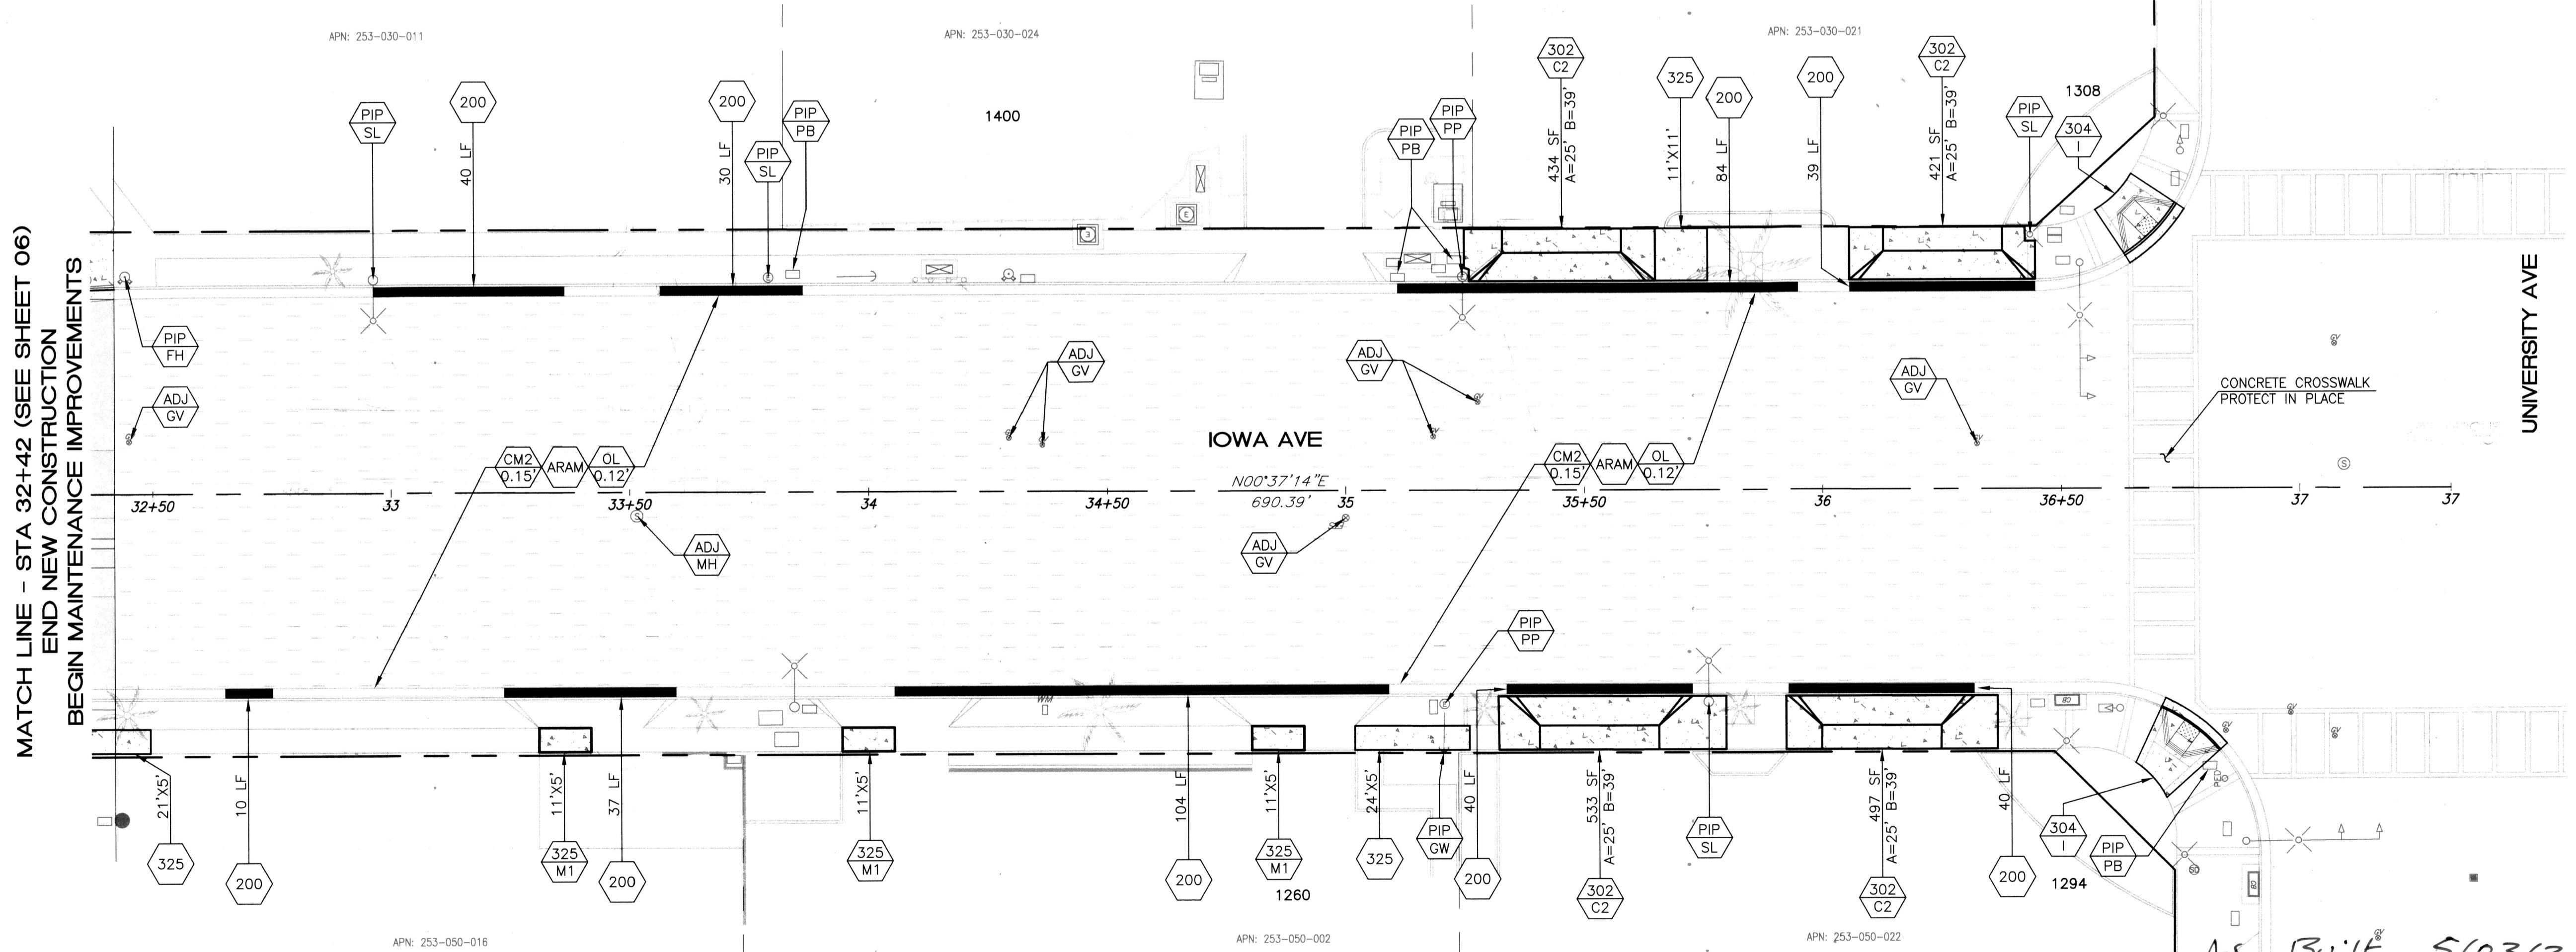 APN: 253-030-011
APN: 253-030-024
APN: 253-030-021
MATCH LINE - STA 32+42 (SEE SHEET 06)
END NEW CONSTRUCTION
BEGIN MAINTENANCE IMPROVEMENTS
PIP
SL
200
40 LF
200
30 LF
PIP
SL
PIP
PB
1400
PIP
PB
PIP
PP
302
C2
434 SF
A=25' B=39'
325
11'X11'
200
84 LF
200
39 LF
302
C2
421 SF
A=25' B=39'
PIP
SL
1308
304
I
E
E
PIP
FH
ADJ
GV
GV
ADJ
GV
GV
ADJ
GV
GV
ADJ
GV
CONCRETE CROSSWALK
PROTECT IN PLACE
UNIVERSITY AVE
IOWA AVE
CM2
0.15'
ARAM
OL
0.12'
CM2
0.15'
ARAM
OL
0.12'
N00°37'14"E
690.39'
32+50
33
33+50
34
34+50
35
35+50
36
36+50
37
37
S
S
ADJ
MH
ADJ
GV
PIP
PP
WM
21'X5'
325
10 LF
200
11'X5'
325
M1
37 LF
200
11'X5'
325
M1
104 LF
200
11'X5'
325
M1
24'X5'
325
PIP
GW
40 LF
200
533 SF
A=25' B=39'
302
C2
PIP
SL
497 SF
A=25' B=39'
302
C2
40 LF
200
304
I
PIP
PB
CB
PED
CB
1260
1294
APN: 253-050-016
APN: 253-050-002
APN: 253-050-022
Built